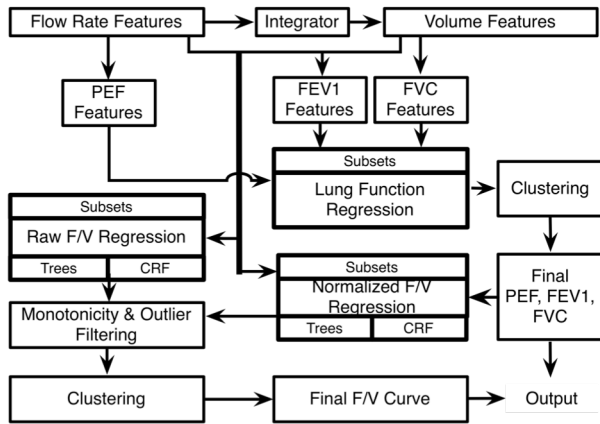 Flow Rate Features
Integrator
Volume Features
PEF
Features
FEV1
Features
FVC
Features
Subsets
Lung Function
Regression
Clustering
Subsets
Raw F/V Regression
Trees
CRF
Subsets
Normalized F/V
Regression
Trees
CRF
Final
PEF, FEV1,
FVC
Monotonicity & Outlier
Filtering
Clustering
Final F/V Curve
Output